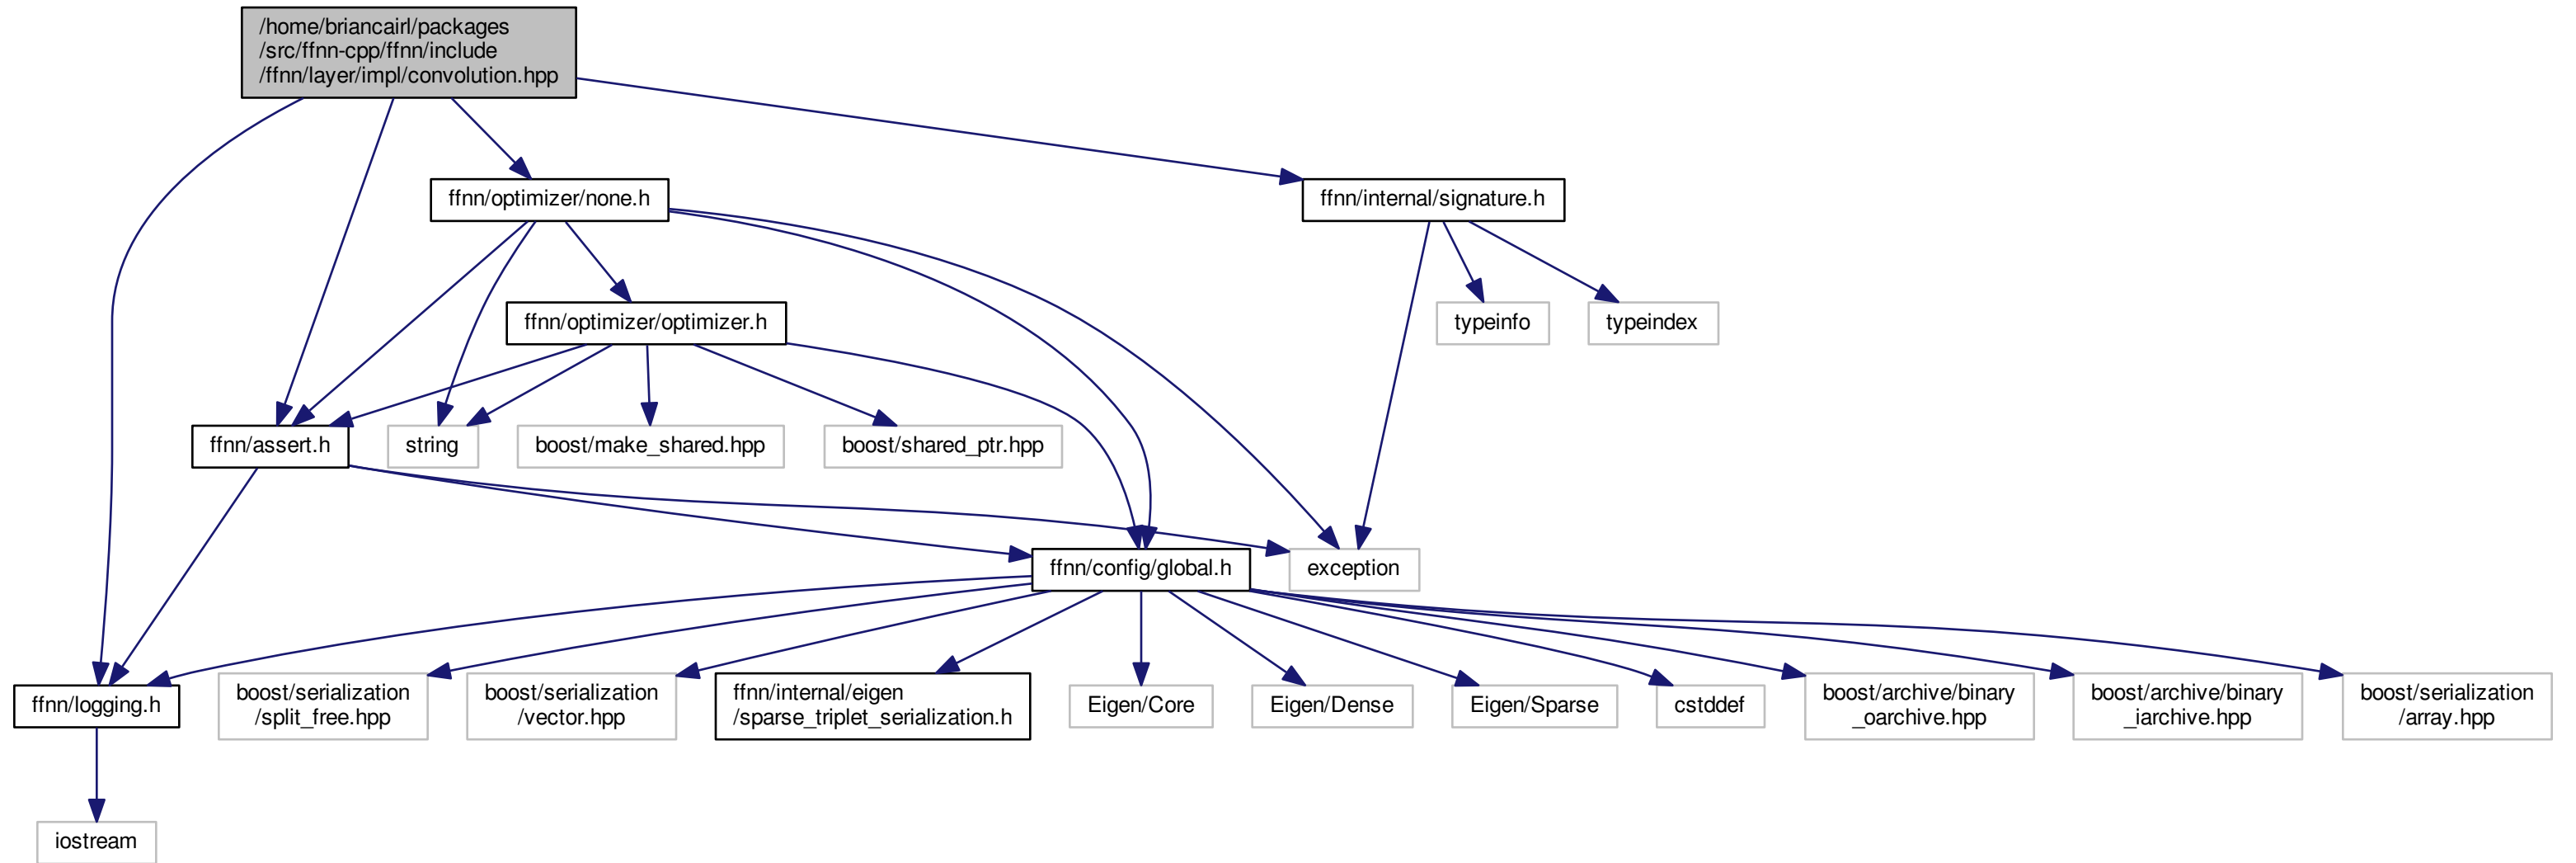 /home/briancairl/packages
/src/ffnn-cpp/ffnn/include
/ffnn/layer/impl/convolution.hpp
ffnn/optimizer/none.h
ffnn/internal/signature.h
ffnn/optimizer/optimizer.h
typeinfo
typeindex
ffnn/assert.h
string
boost/make_shared.hpp
boost/shared_ptr.hpp
ffnn/config/global.h
exception
ffnn/logging.h
boost/serialization
/split_free.hpp
boost/serialization
/vector.hpp
ffnn/internal/eigen
/sparse_triplet_serialization.h
Eigen/Core
Eigen/Dense
Eigen/Sparse
cstddef
boost/archive/binary
_oarchive.hpp
boost/archive/binary
_iarchive.hpp
boost/serialization
/array.hpp
iostream